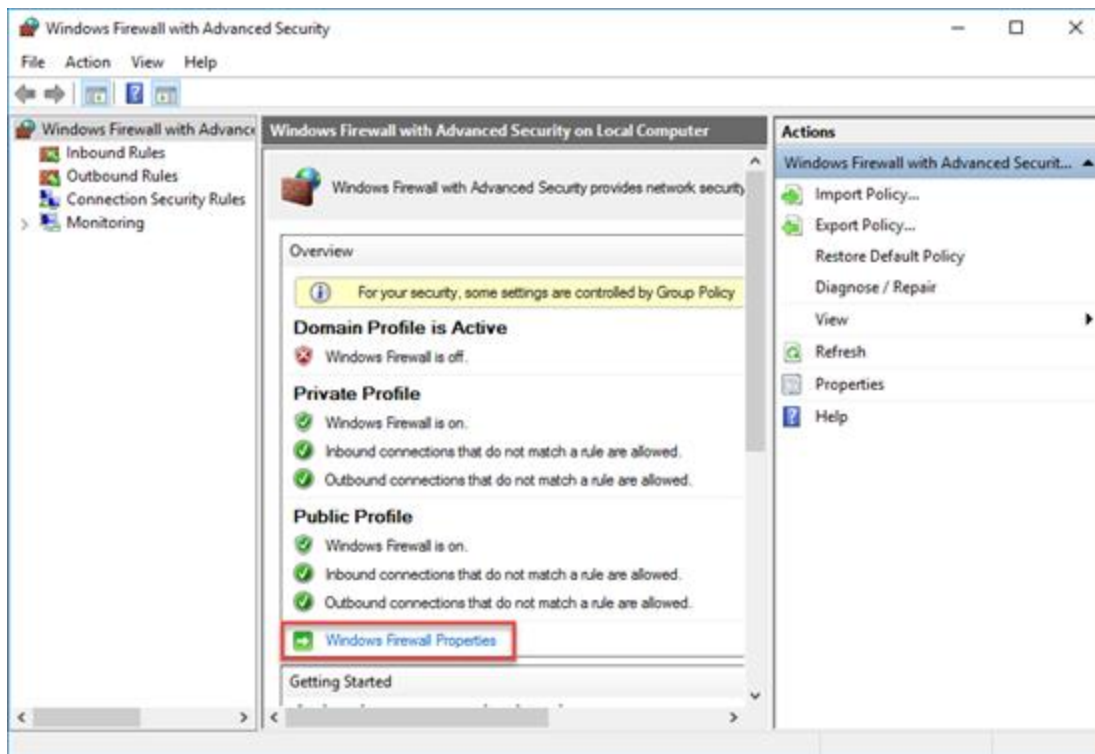 Windows Firewall with Advanced Security
File Action View Help
Windows Firewall with Advance
Inbound Rules
Outbound Rules
Connection Security Rules
Monitoring
Windows Firewall with Advanced Security on Local Computer
Windows Firewall with Advanced Security provides network security
Overview
For your security, some settings are controlled by Group Policy
Domain Profile is Active
Windows Firewall is off.
Private Profile
Windows Firewall is on.
Inbound connections that do not match a rule are allowed.
Outbound connections that do not match a rule are allowed.
Public Profile
Windows Firewall is on.
Inbound connections that do not match a rule are allowed.
Outbound connections that do not match a rule are allowed.
Windows Firewall Properties
Getting Started
Actions
Windows Firewall with Advanced Securit...
Import Policy...
Export Policy...
Restore Default Policy
Diagnose / Repair
View
Refresh
Properties
Help